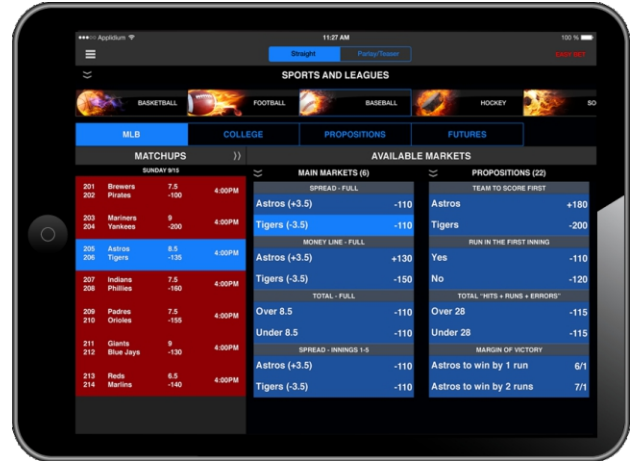 Applidium
11:27 AM
100 %
Straight
Parlay/Teaser
EASY BET
SPORTS AND LEAGUES
BASKETBALL
FOOTBALL
BASEBALL
HOCKEY
SO
MLB
COLLEGE
PROPOSITIONS
FUTURES
MATCHUPS ))
AVAILABLE MARKETS
SUNDAY 9/15
201 Brewers 7.5
202 Pirates -100
4:00PM
203 Mariners 9
204 Yankees -200
4:00PM
205 Astros 8.5
206 Tigers -135
4:00PM
207 Indians 7.5
208 Phillies -160
4:00PM
209 Padres 7.5
210 Orioles -155
4:00PM
211 Giants 9
212 Blue Jays -130
4:00PM
213 Reds 6.5
214 Marlins -140
4:00PM
MAIN MARKETS (6)
SPREAD - FULL
Astros (+3.5) -110
Tigers (-3.5) -110
MONEY LINE - FULL
Astros (+3.5) +130
Tigers (-3.5) -150
TOTAL - FULL
Over 8.5 -110
Under 8.5 -110
SPREAD - INNINGS 1-5
Astros (+3.5) -110
Tigers (-3.5) -110
PROPOSITIONS (22)
TEAM TO SCORE FIRST
Astros +180
Tigers -200
RUN IN THE FIRST INNING
Yes -110
No -120
TOTAL "HITS + RUNS + ERRORS"
Over 28 -115
Under 28 -115
MARGIN OF VICTORY
Astros to win by 1 run 6/1
Astros to win by 2 runs 7/1